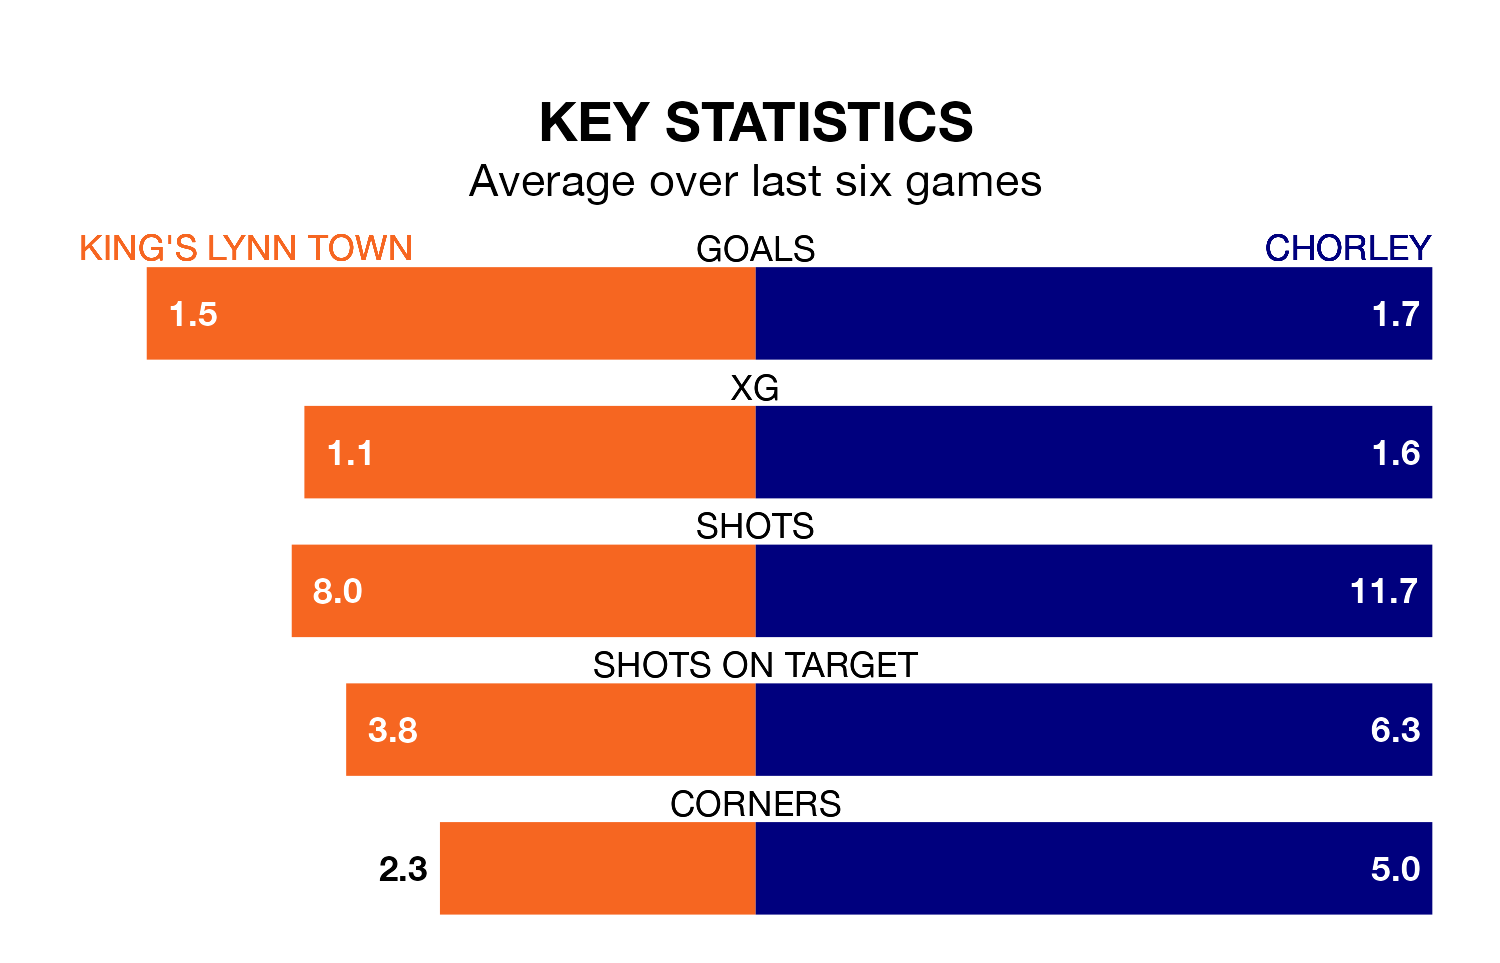 KEY STATISTICS
Average over last six games
KING'S LYNN TOWN GOALS CHORLEY
1.5 1.7
XG
1.1 1.6
SHOTS
8.0 11.7
SHOTS ON TARGET
3.8 6.3
CORNERS
2.3 5.0